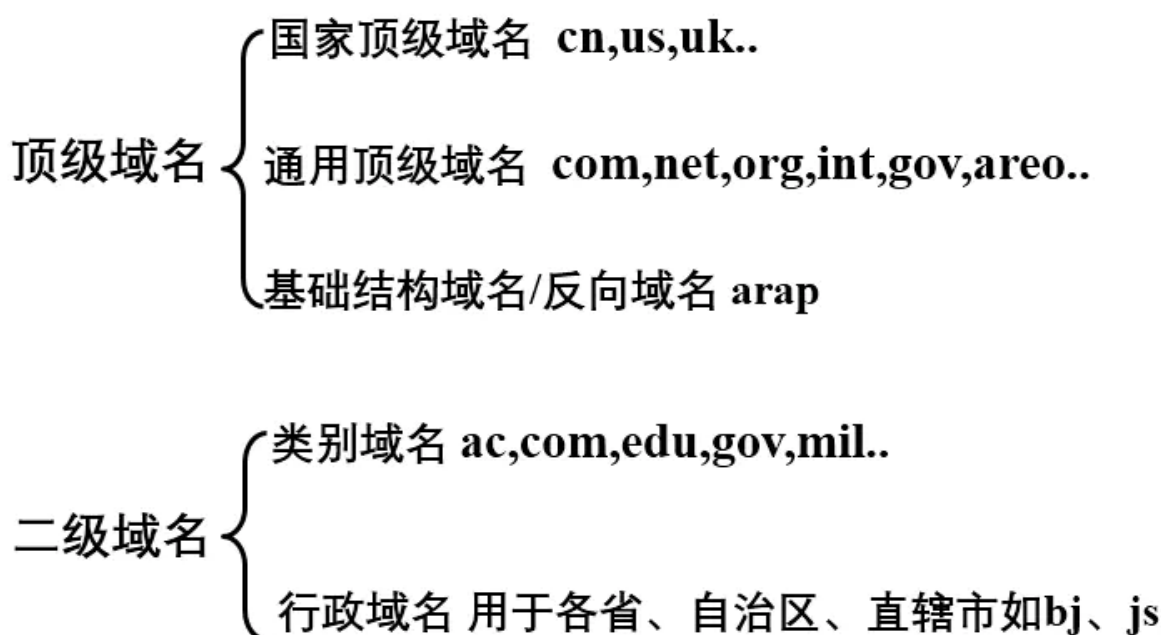 顶级域名
国家顶级域名 cn,us,uk..
通用顶级域名 com,net,org,int,gov,areo..
基础结构域名/反向域名 arap
二级域名
类别域名 ac,com,edu,gov,mil..
行政域名 用于各省、自治区、直辖市如bj、js